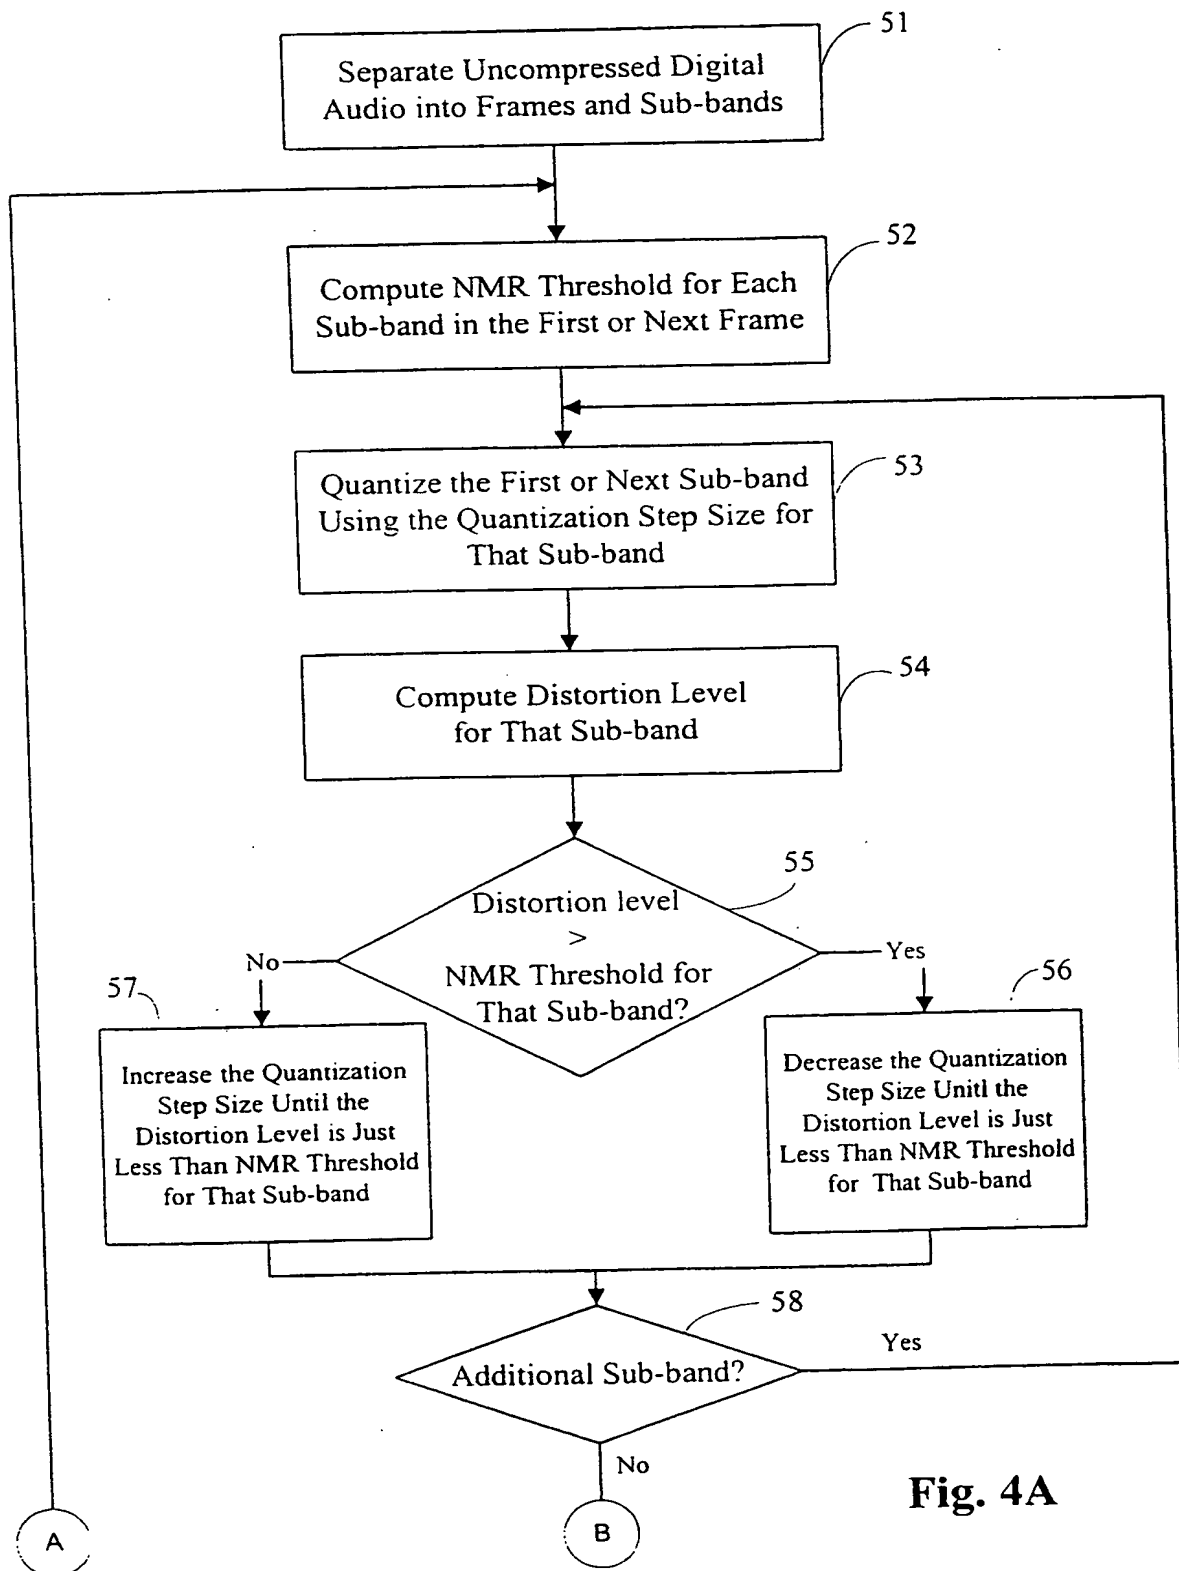 51
Separate Uncompressed Digital
Audio into Frames and Sub-bands
52
Compute NMR Threshold for Each
Sub-band in the First or Next Frame
53
Quantize the First or Next Sub-band
Using the Quantization Step Size for
That Sub-band
54
Compute Distortion Level
for That Sub-band
55
Distortion level
>
NMR Threshold for
That Sub-band?
No
Yes
57
56
Increase the Quantization
Step Size Until the
Distortion Level is Just
Less Than NMR Threshold
for That Sub-band
Decrease the Quantization
Step Size Unitl the
Distortion Level is Just
Less Than NMR Threshold
for That Sub-band
58
Additional Sub-band?
Yes
No
Fig. 4A
A
B